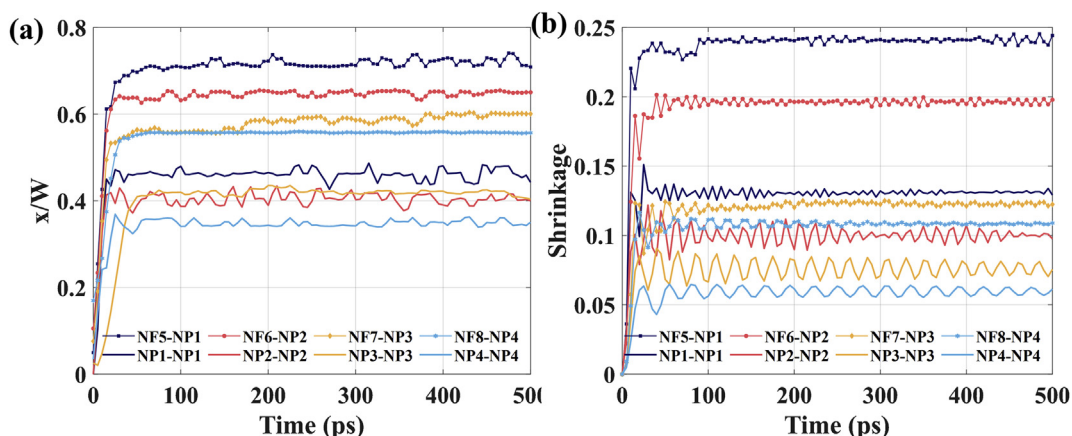 (a)
x/W
0.8
0.6
0.4
0.2
0
NF5-NP1 NF6-NP2 NF7-NP3 NF8-NP4
NP1-NP1 NP2-NP2 NP3-NP3 NP4-NP4
0 100 200 300 400 500
Time (ps)
(b)
Shrinkage
0.25
0.2
0.15
0.1
0.05
0
NF5-NP1 NF6-NP2 NF7-NP3 NF8-NP4
NP1-NP1 NP2-NP2 NP3-NP3 NP4-NP4
0 100 200 300 400 500
Time (ps)